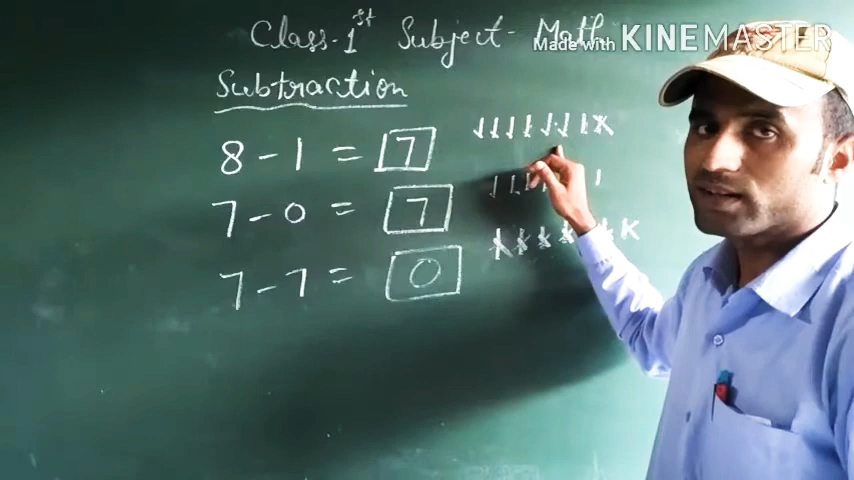 Class-1st Subject- Math
Made with KINEMASTER
Subtraction
8 - 1 = 7
7 - 0 = 7
7 - 7 = 0